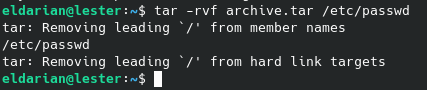 eldarian@lester:~$ tar -rvf archive.tar /etc/passwd
tar: Removing leading `/' from member names
/etc/passwd
tar: Removing leading `/' from hard link targets
eldarian@lester:~$